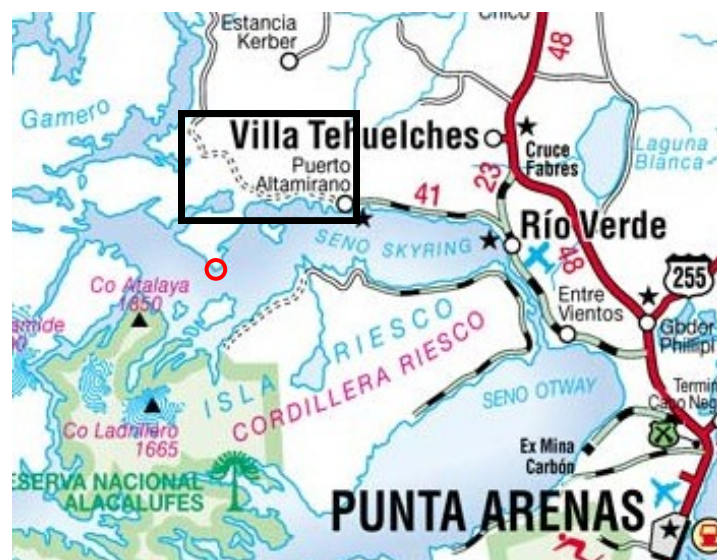 Chico
Estancia
Kerber
48
Gamero
Villa Tehuelches
Cruce
Fabres
Laguna
Blanca
Puerto
Altamirano
41
23
SENO SKYRING
Río Verde
48
255
Co Atalaya
1850
Entre
Vientos
Gbdor
Phillipi
ISLA RIESCO
CORDILLERA RIESCO
SENO OTWAY
Co Ladrillero
1665
Ex Mina
Carbón
NACIONAL
ALACALUFES
PUNTA ARENAS